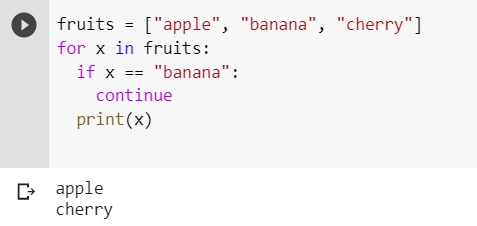 fruits = ["apple", "banana", "cherry"]
for x in fruits:
  if x == "banana":
    continue
  print(x)
apple
cherry